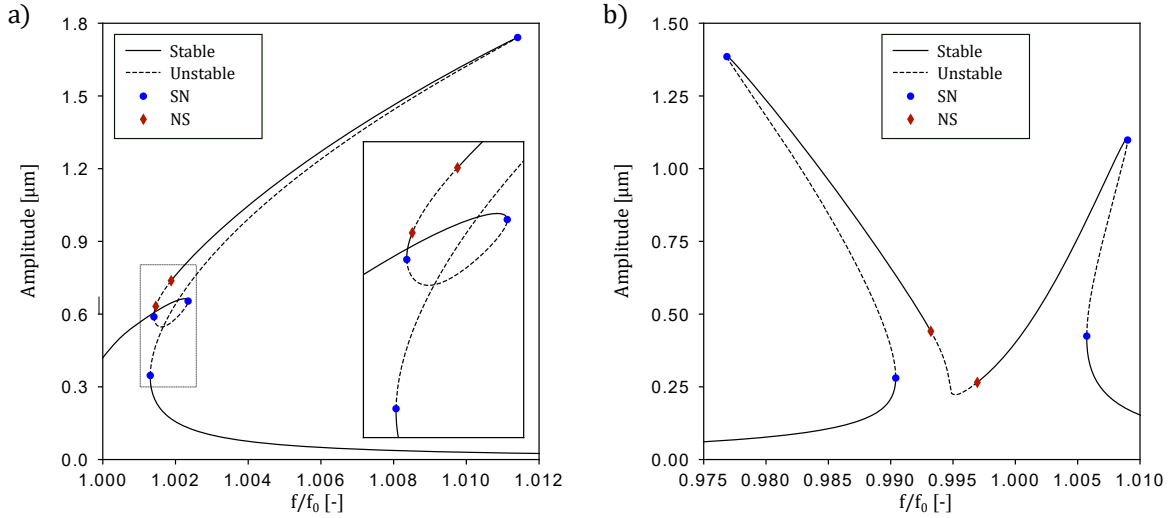 a)
1.8
1.5
1.2
0.9
0.6
0.3
0.0
Amplitude [μm]
Stable
Unstable
SN
NS
1.000
1.002
1.004
1.006
1.008
1.010
1.012
f/f₀ [-]
b)
1.50
1.25
1.00
0.75
0.50
0.25
0.00
Amplitude [μm]
Stable
Unstable
SN
NS
0.975
0.980
0.985
0.990
0.995
1.000
1.005
1.010
f/f₀ [-]